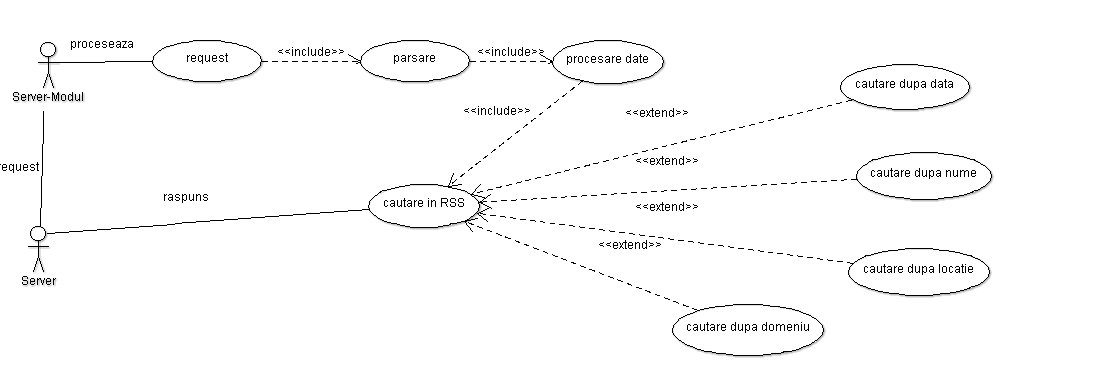 proceseaza
request
<<include>>
parsare
<<include>>
procesare date
Server-Modul
<<include>>
<<extend>>
cautare dupa data
request
<<extend>>
cautare dupa nume
raspuns
cautare in RSS
<<extend>>
<<extend>>
cautare dupa locatie
Server
cautare dupa domeniu